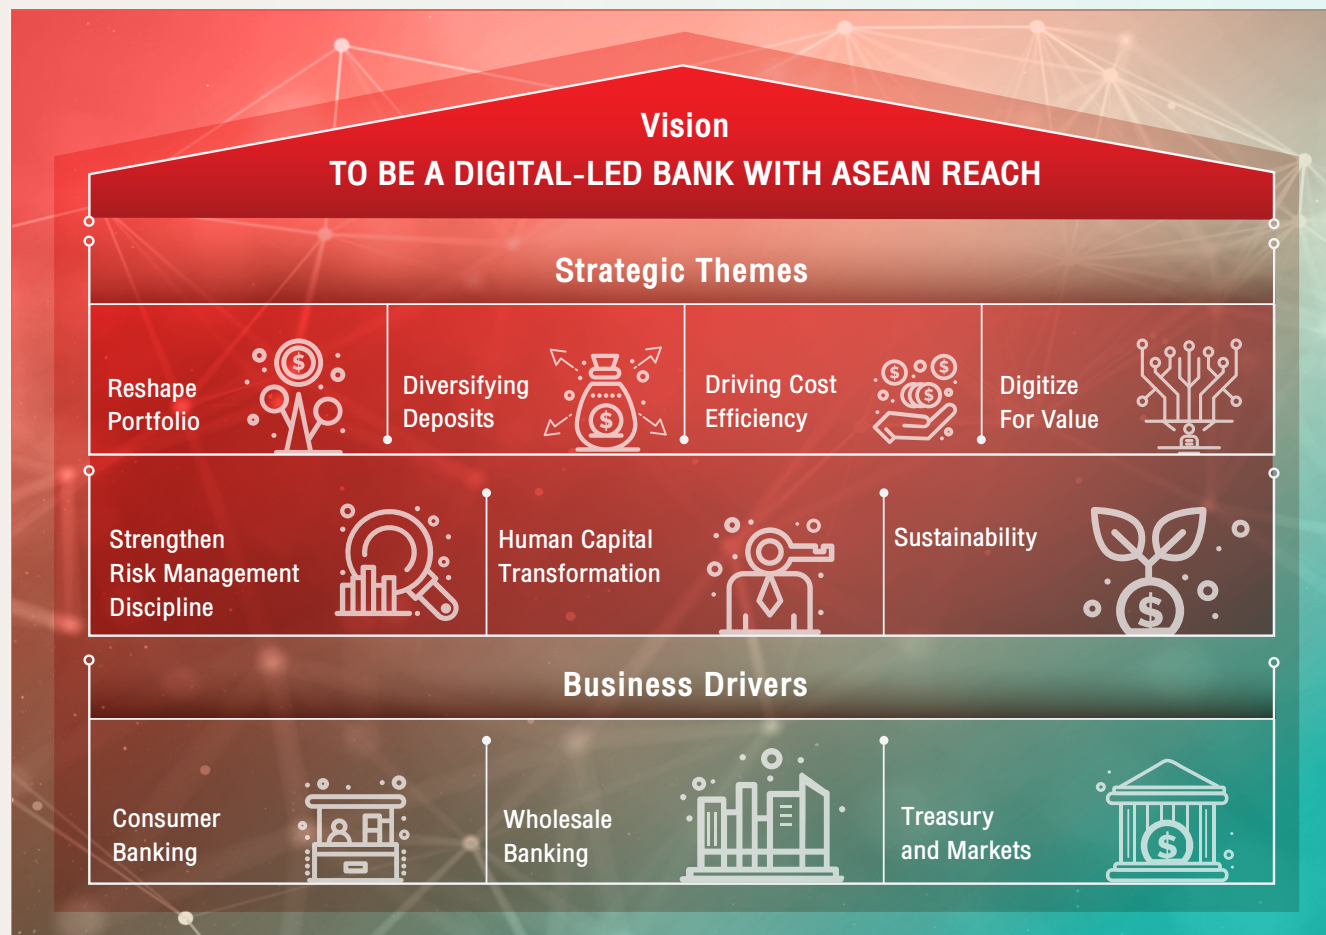 Vision
TO BE A DIGITAL-LED BANK WITH ASEAN REACH
Strategic Themes
Reshape
Portfolio
Diversifying
Deposits
Driving Cost
Efficiency
Digitize
For Value
Strengthen
Risk Management
Discipline
Human Capital
Transformation
Sustainability
Business Drivers
Consumer
Banking
Wholesale
Banking
Treasury
and Markets